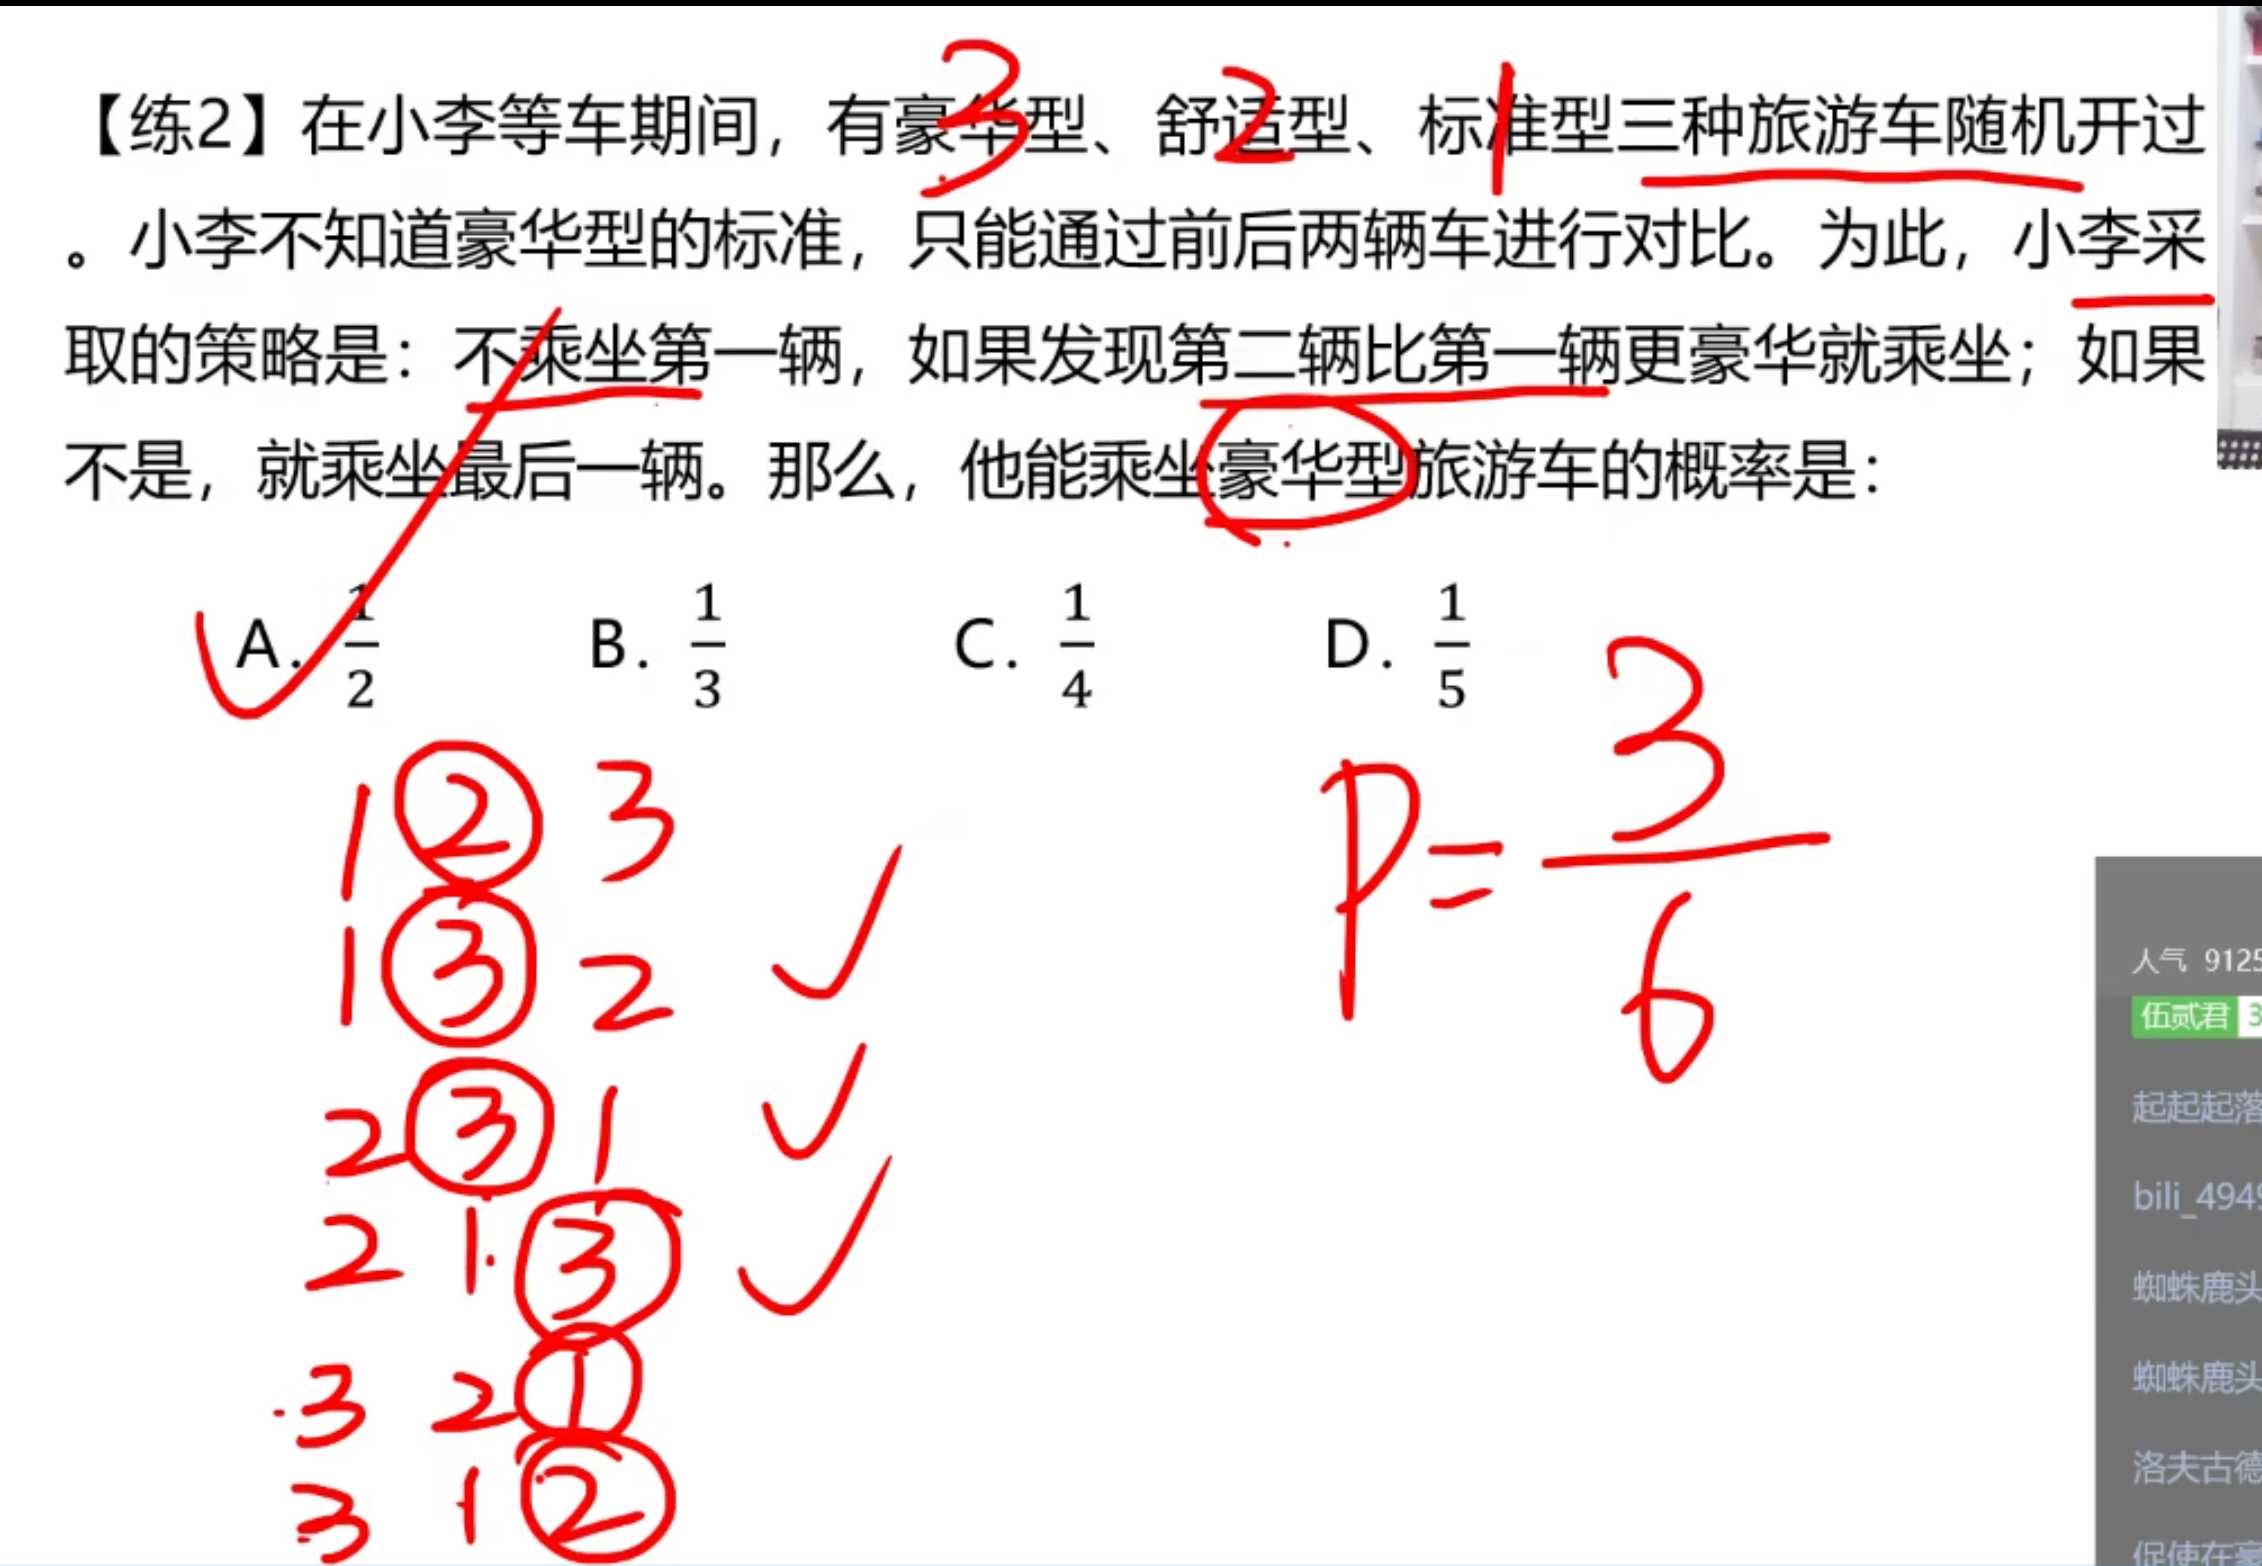 【练2】在小李等车期间，有豪华型、舒适型、标准型三种旅游车随机开过
。小李不知道豪华型的标准，只能通过前后两辆车进行对比。为此，小李采
取的策略是：不乘坐第一辆，如果发现第二辆比第一辆更豪华就乘坐；如果
不是，就乘坐最后一辆。那么，他能乘坐豪华型旅游车的概率是：
3 2 1
A. 1/2 B. 1/3 C. 1/4 D. 1/5
1 2 3
1 3 2
2 3 1
2 1 3
3 2 1
3 1 2
P=3/6
人气 9125
伍贰君 3
起起起落
bili_494
蜘蛛鹿头
蜘蛛鹿头
洛夫古德
促使在